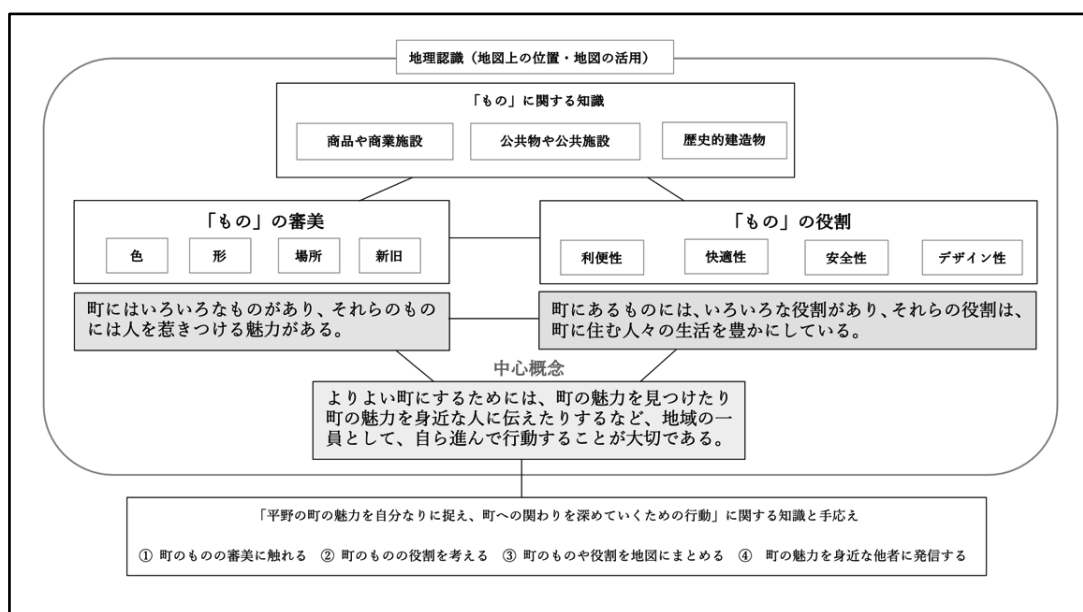 地理認識（地図上の位置・地図の活用）
「もの」に関する知識
商品や商業施設
公共物や公共施設
歴史的建造物
「もの」の審美
色
形
場所
新旧
「もの」の役割
利便性
快適性
安全性
デザイン性
町にはいろいろなものがあり、それらのもの
には人を惹きつける魅力がある。
町にあるものには、いろいろな役割があり、それらの役割は、
町に住む人々の生活を豊かにしている。
中心概念
よりよい町にするためには、町の魅力を見つけたり
町の魅力を身近な人に伝えたりするなど、地域の一
員として、自ら進んで行動することが大切である。
「平野の町の魅力を自分なりに捉え、町への関わりを深めていくための行動」に関する知識と手応え
① 町のものの審美に触れる ② 町のものの役割を考える ③ 町のものや役割を地図にまとめる ④ 町の魅力を身近な他者に発信する